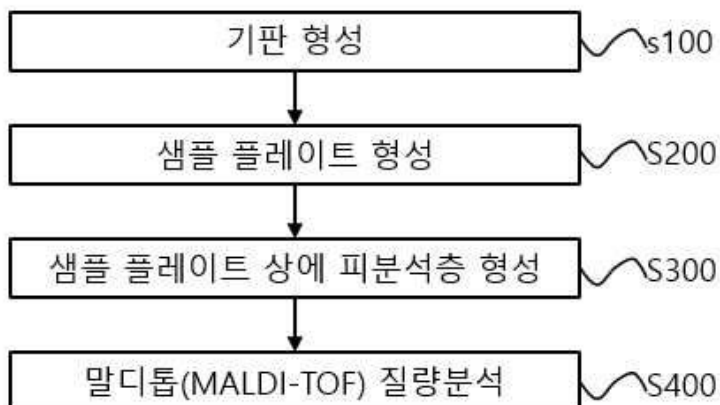 기판 형성 s100
샘플 플레이트 형성 S200
샘플 플레이트 상에 피분석층 형성 S300
말디톱(MALDI-TOF) 질량분석 S400